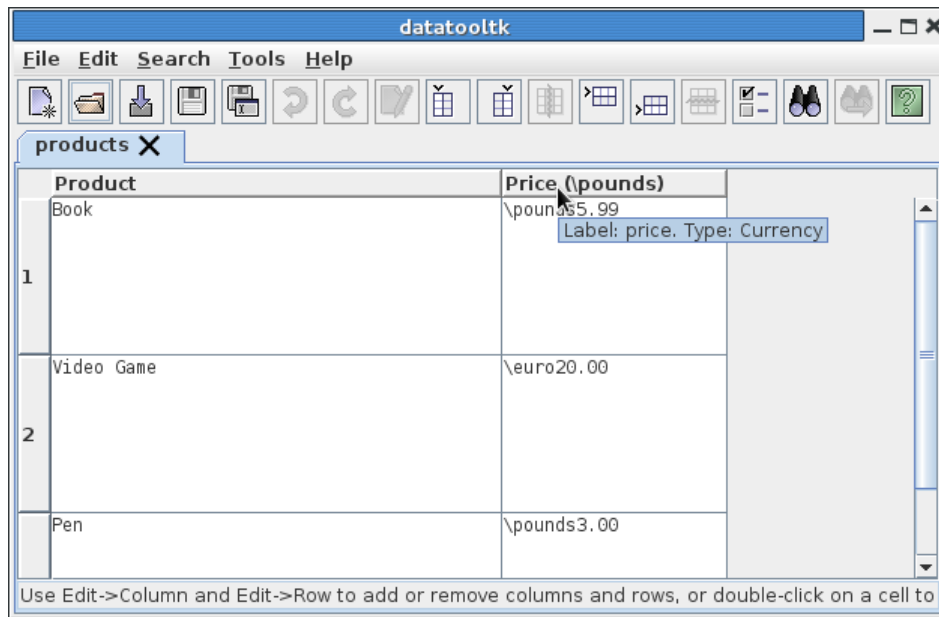 datatooltk
File Edit Search Tools Help
products
Product Price (\pounds)
Book \pounds5.99
Label: price. Type: Currency
1
Video Game \euro20.00
2
Pen \pounds3.00
Use Edit->Column and Edit->Row to add or remove columns and rows, or double-click on a cell to